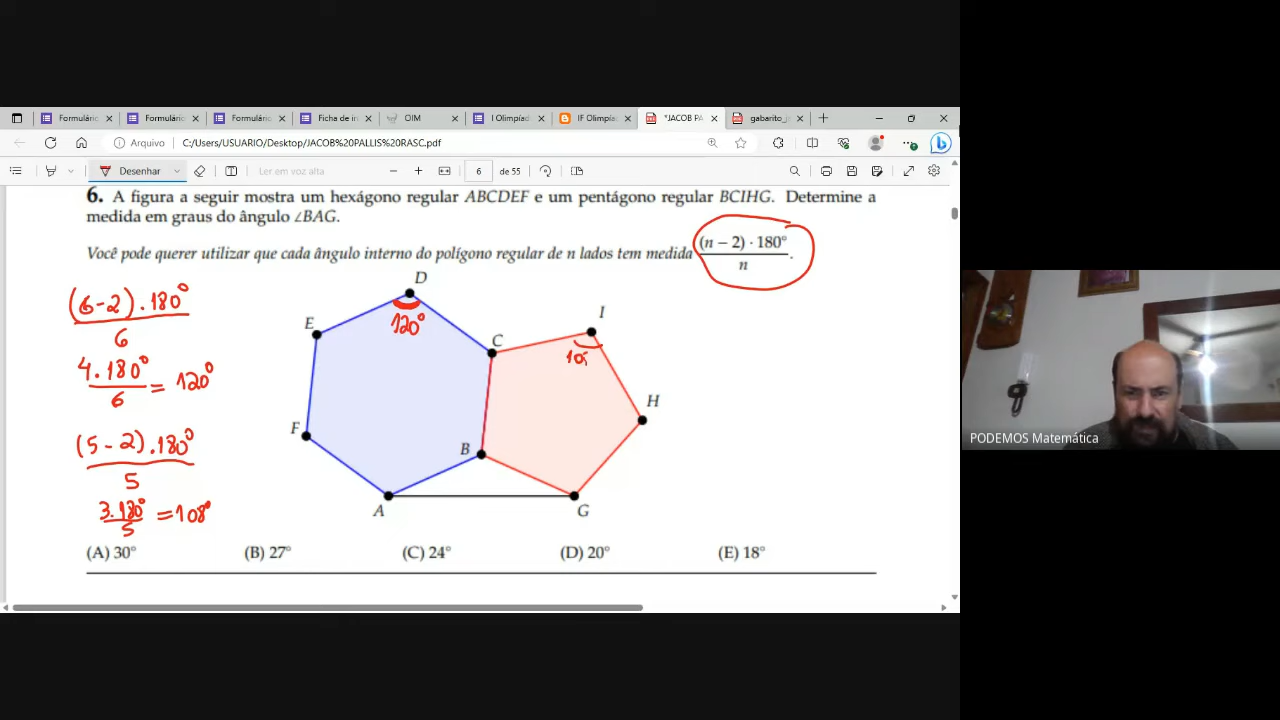 Formulário
Formulário
Formulário
Ficha de in
OIM
I Olimpíad
IF Olimpía
*JACOB PA
gabarito_j
Arquivo
C:/Users/USUARIO/Desktop/JACOB%20PALLIS%20RASC.pdf
Desenhar
Ler em voz alta
6
de 55
6. A figura a seguir mostra um hexágono regular ABCDEF e um pentágono regular BCIHG. Determine a
medida em graus do ângulo ∠BAG.
Você pode querer utilizar que cada ângulo interno do polígono regular de n lados tem medida (n − 2) · 180° / n.
(6-2).180° / 6
4.180° / 6 = 120°
(5-2).180° / 5
3.180° / 5 = 108°
D
120°
E
C
I
10
F
B
H
A
G
(A) 30° (B) 27° (C) 24° (D) 20° (E) 18°
PODEMOS Matemática